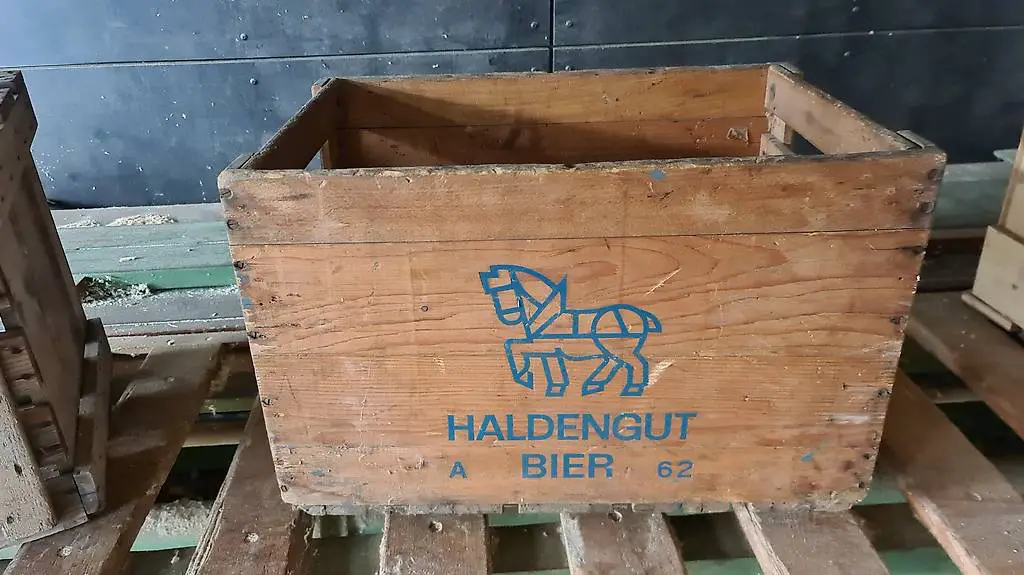 HALDENGUT
A BIER 62